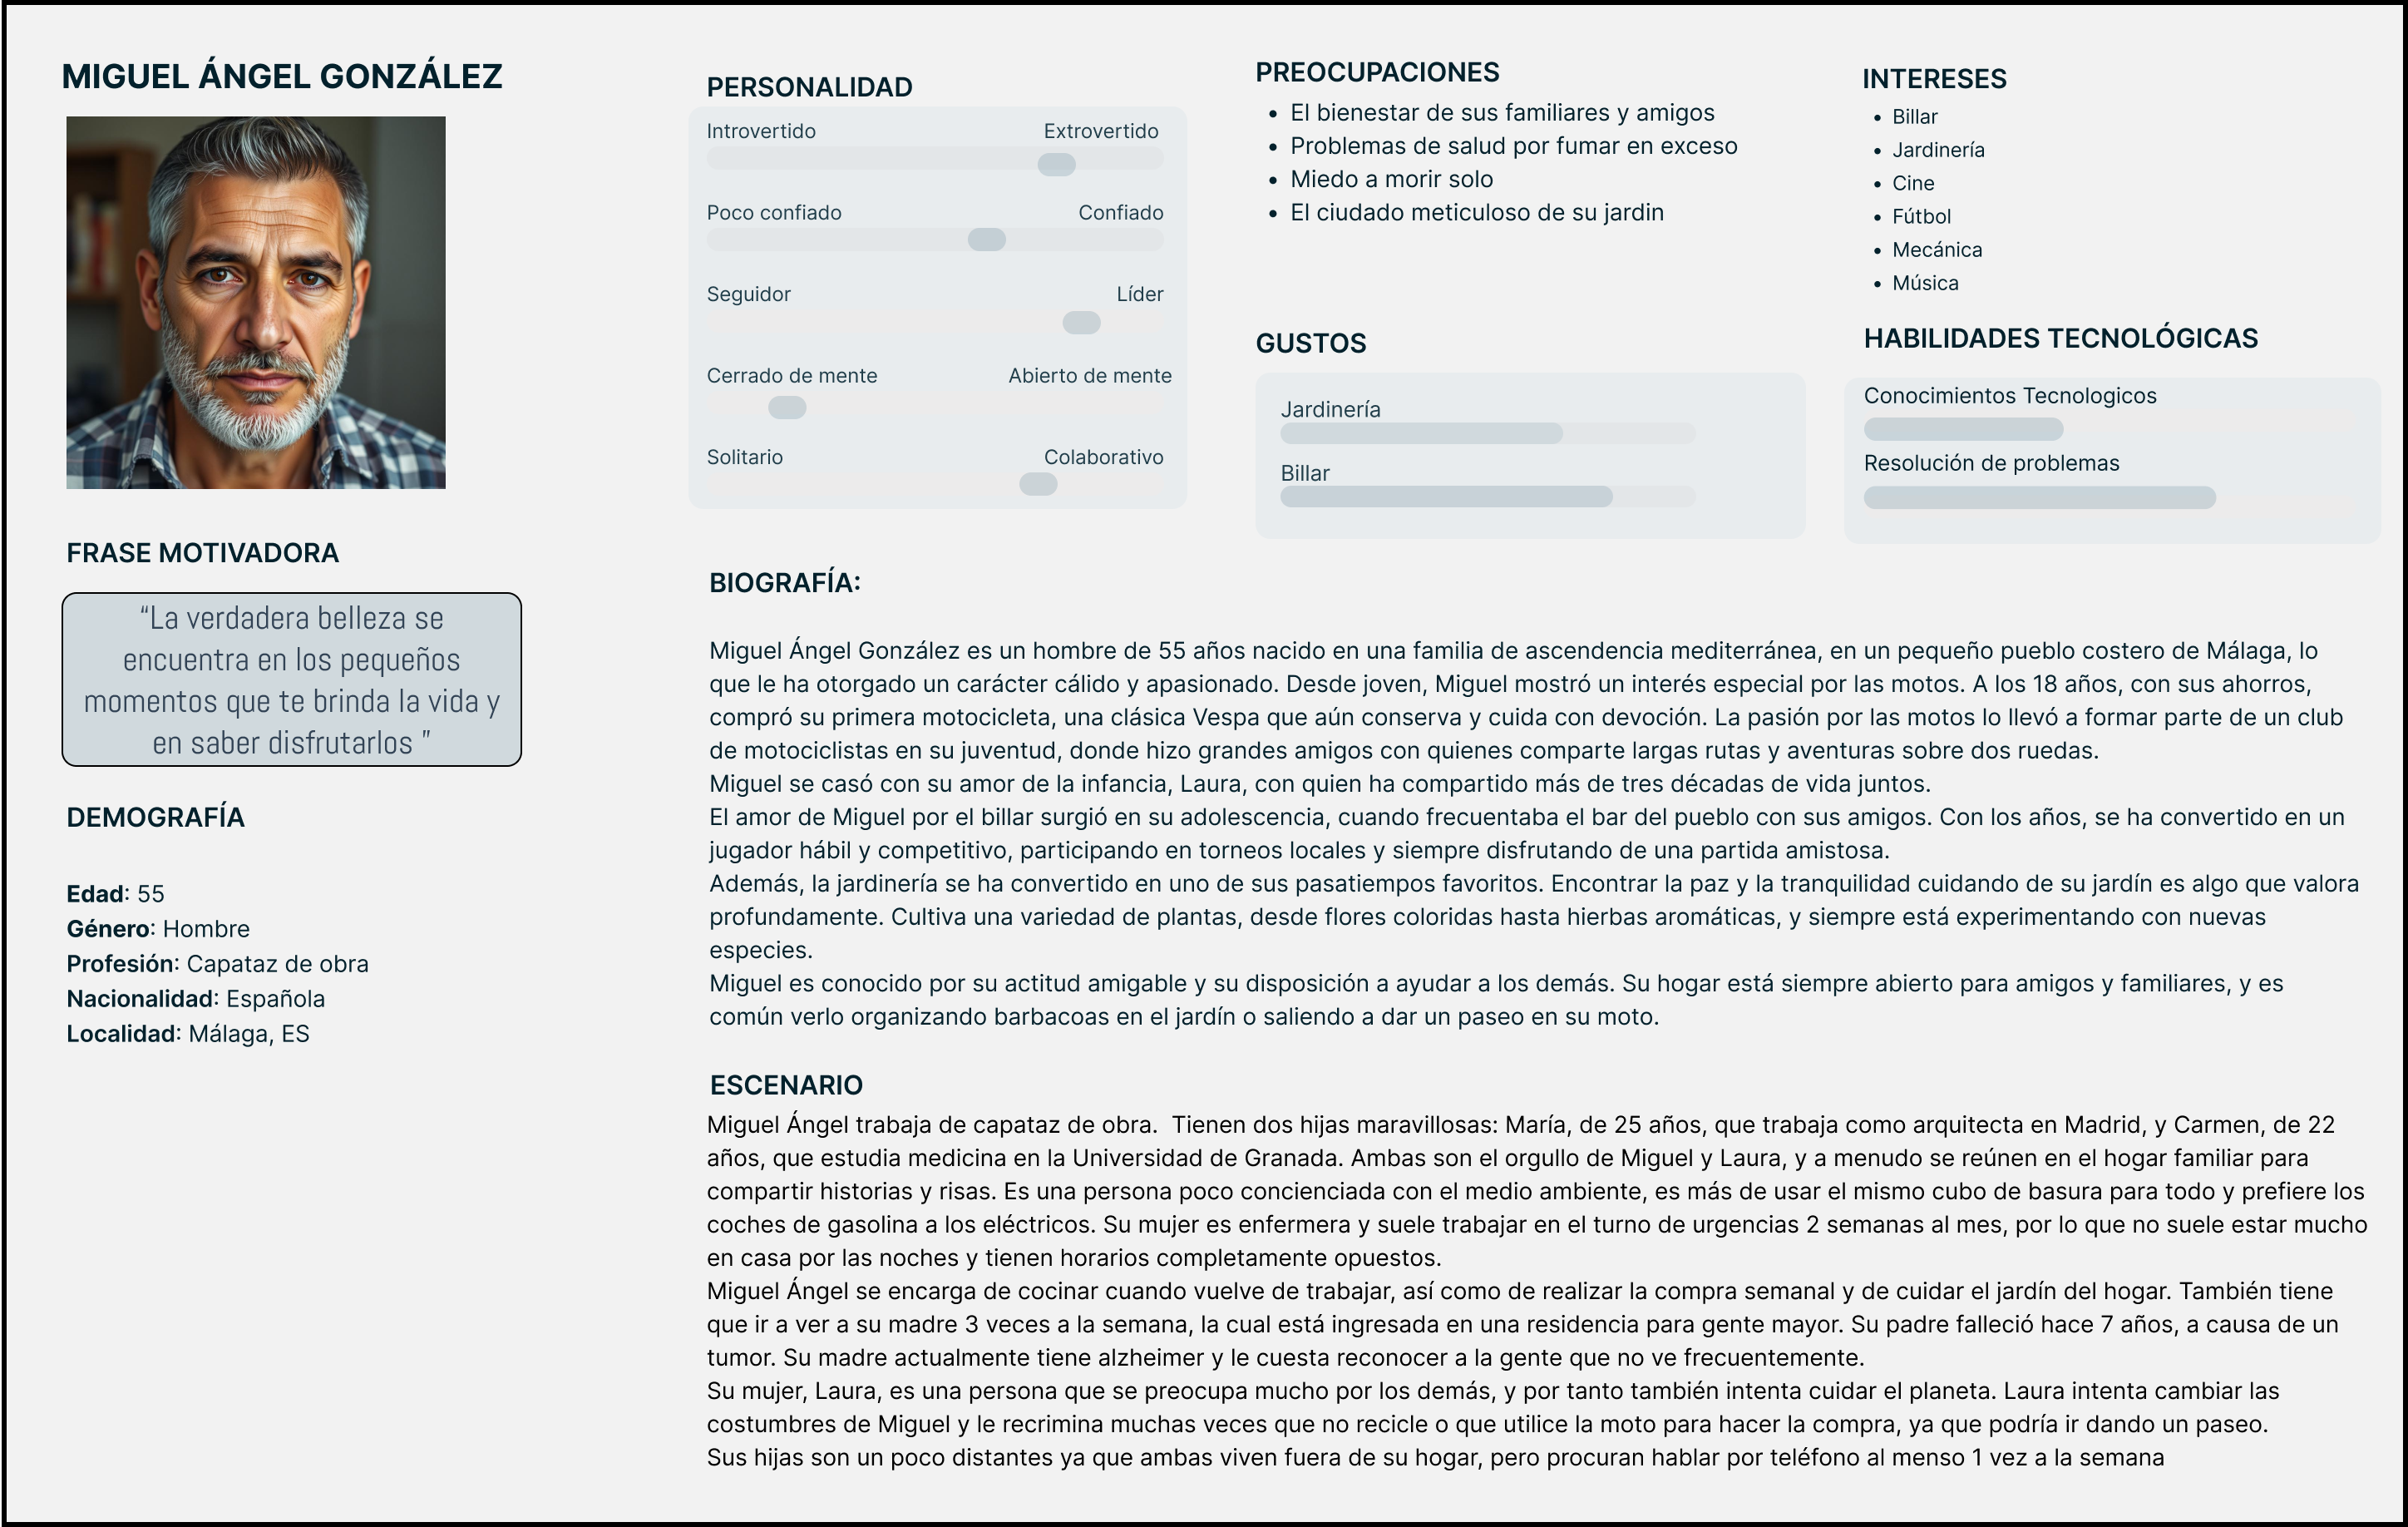 MIGUEL ÁNGEL GONZÁLEZ
FRASE MOTIVADORA
“La verdadera belleza se
encuentra en los pequeños
momentos que te brinda la vida y
en saber disfrutarlos ”
DEMOGRAFÍA
Edad: 55
Género: Hombre
Profesión: Capataz de obra
Nacionalidad: Española
Localidad: Málaga, ES
PERSONALIDAD
Introvertido Extrovertido
Poco confiado Confiado
Seguidor Líder
Cerrado de mente Abierto de mente
Solitario Colaborativo
PREOCUPACIONES
• El bienestar de sus familiares y amigos
• Problemas de salud por fumar en exceso
• Miedo a morir solo
• El ciudado meticuloso de su jardin
GUSTOS
Jardinería
Billar
INTERESES
• Billar
• Jardinería
• Cine
• Fútbol
• Mecánica
• Música
HABILIDADES TECNOLÓGICAS
Conocimientos Tecnologicos
Resolución de problemas
BIOGRAFÍA:
Miguel Ángel González es un hombre de 55 años nacido en una familia de ascendencia mediterránea, en un pequeño pueblo costero de Málaga, lo
que le ha otorgado un carácter cálido y apasionado. Desde joven, Miguel mostró un interés especial por las motos. A los 18 años, con sus ahorros,
compró su primera motocicleta, una clásica Vespa que aún conserva y cuida con devoción. La pasión por las motos lo llevó a formar parte de un club
de motociclistas en su juventud, donde hizo grandes amigos con quienes comparte largas rutas y aventuras sobre dos ruedas.
Miguel se casó con su amor de la infancia, Laura, con quien ha compartido más de tres décadas de vida juntos.
El amor de Miguel por el billar surgió en su adolescencia, cuando frecuentaba el bar del pueblo con sus amigos. Con los años, se ha convertido en un
jugador hábil y competitivo, participando en torneos locales y siempre disfrutando de una partida amistosa.
Además, la jardinería se ha convertido en uno de sus pasatiempos favoritos. Encontrar la paz y la tranquilidad cuidando de su jardín es algo que valora
profundamente. Cultiva una variedad de plantas, desde flores coloridas hasta hierbas aromáticas, y siempre está experimentando con nuevas
especies.
Miguel es conocido por su actitud amigable y su disposición a ayudar a los demás. Su hogar está siempre abierto para amigos y familiares, y es
común verlo organizando barbacoas en el jardín o saliendo a dar un paseo en su moto.
ESCENARIO
Miguel Ángel trabaja de capataz de obra.  Tienen dos hijas maravillosas: María, de 25 años, que trabaja como arquitecta en Madrid, y Carmen, de 22
años, que estudia medicina en la Universidad de Granada. Ambas son el orgullo de Miguel y Laura, y a menudo se reúnen en el hogar familiar para
compartir historias y risas. Es una persona poco concienciada con el medio ambiente, es más de usar el mismo cubo de basura para todo y prefiere los
coches de gasolina a los eléctricos. Su mujer es enfermera y suele trabajar en el turno de urgencias 2 semanas al mes, por lo que no suele estar mucho
en casa por las noches y tienen horarios completamente opuestos.
Miguel Ángel se encarga de cocinar cuando vuelve de trabajar, así como de realizar la compra semanal y de cuidar el jardín del hogar. También tiene
que ir a ver a su madre 3 veces a la semana, la cual está ingresada en una residencia para gente mayor. Su padre falleció hace 7 años, a causa de un
tumor. Su madre actualmente tiene alzheimer y le cuesta reconocer a la gente que no ve frecuentemente.
Su mujer, Laura, es una persona que se preocupa mucho por los demás, y por tanto también intenta cuidar el planeta. Laura intenta cambiar las
costumbres de Miguel y le recrimina muchas veces que no recicle o que utilice la moto para hacer la compra, ya que podría ir dando un paseo.
Sus hijas son un poco distantes ya que ambas viven fuera de su hogar, pero procuran hablar por teléfono al menso 1 vez a la semana